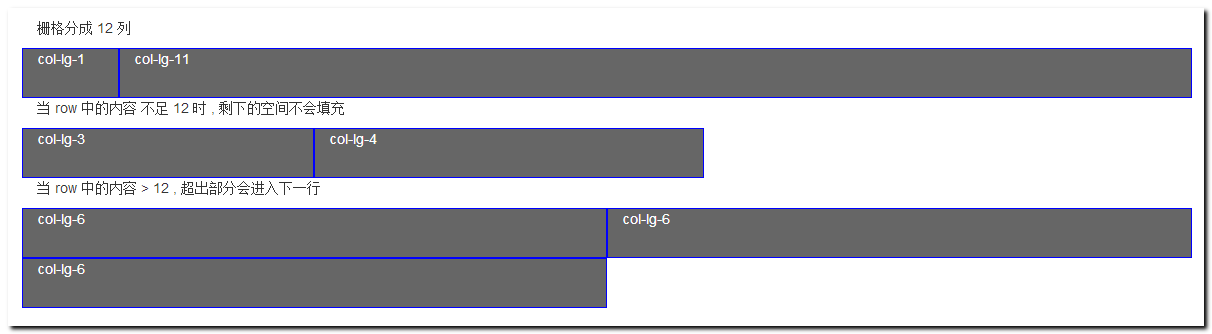 栅格分成 12 列
col-lg-1 col-lg-11
当 row 中的内容 不足 12 时 , 剩下的空间不会填充
col-lg-3 col-lg-4
当 row 中的内容 > 12 , 超出部分会进入下一行
col-lg-6 col-lg-6
col-lg-6